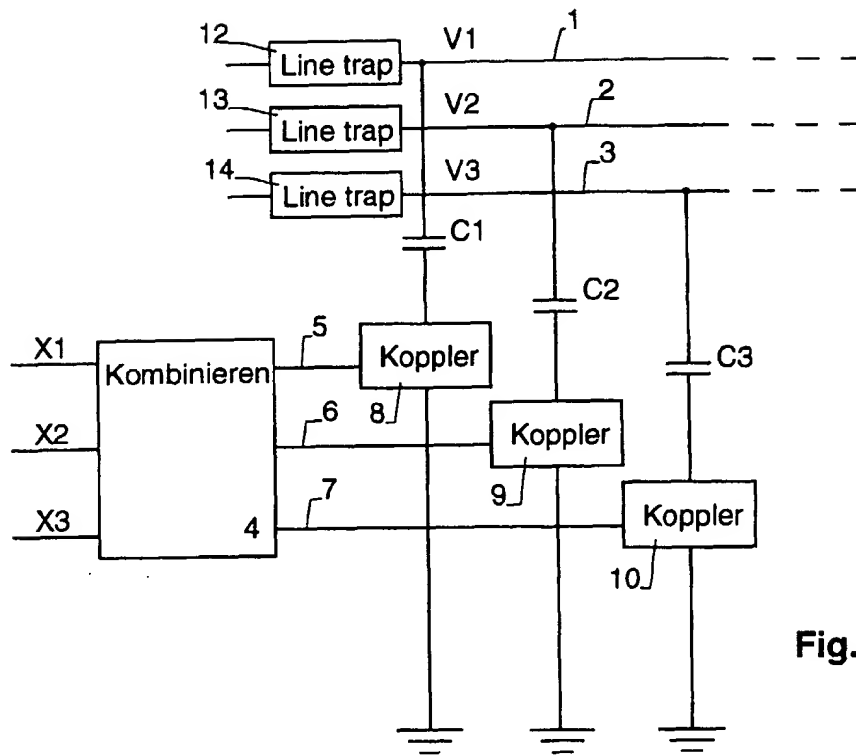 12 Line trap V1 1
13 Line trap V2 2
14 Line trap V3 3
C1
C2
C3
X1 Kombinieren 5 Koppler 8
X2 6 Koppler 9
X3 4 7 Koppler 10
Fig.